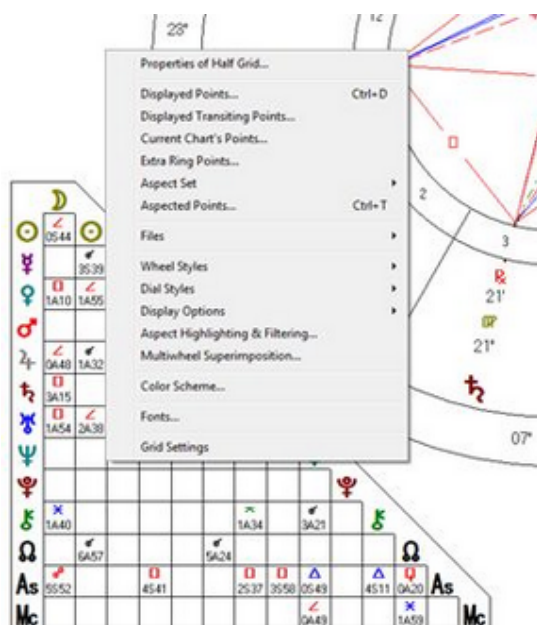 23°
12
Properties of Half Grid...
Displayed Points... Ctrl+D
Displayed Transiting Points...
Current Chart's Points...
Extra Ring Points...
Aspect Set
Aspected Points... Ctrl+T
Files
Wheel Styles
Dial Styles
Display Options
Aspect Highlighting & Filtering...
Multiwheel Superimposition...
Color Scheme...
Fonts...
Grid Settings
2
3
21'
21°
07°
0S44
3S39
1A10 1A55
0A48 1A32
3A15
1A54 2A38
1A40 1A34 3A21
6A57 5A24
5S52 4S41 2S37 3S58 0S49 4S11 0A20 As
As
0A49 1A59 Mc
Mc